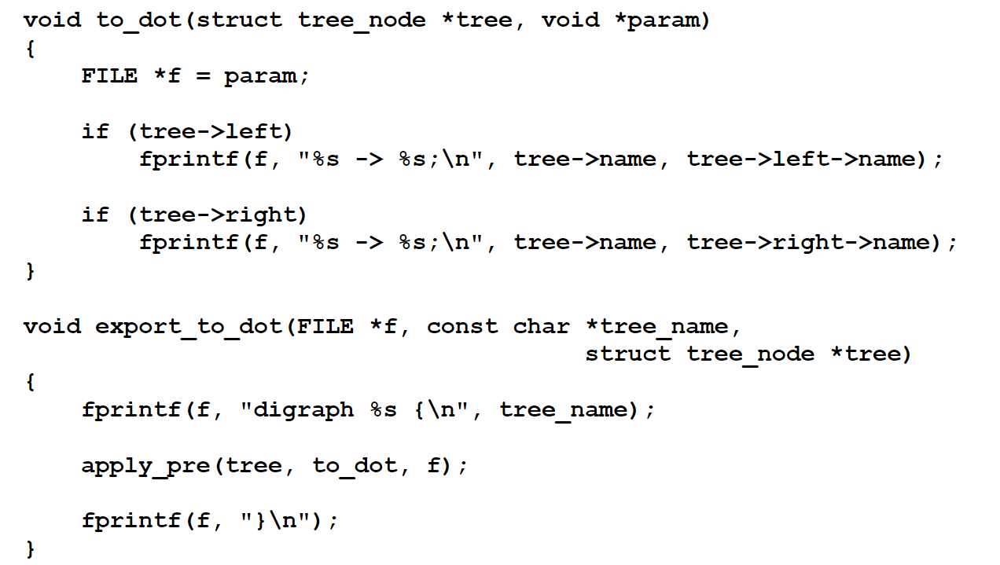 void to_dot(struct tree_node *tree, void *param)
{
    FILE *f = param;

    if (tree->left)
        fprintf(f, "%s -> %s;\n", tree->name, tree->left->name);

    if (tree->right)
        fprintf(f, "%s -> %s;\n", tree->name, tree->right->name);
}

void export_to_dot(FILE *f, const char *tree_name,
                                       struct tree_node *tree)
{
    fprintf(f, "digraph %s {\n", tree_name);

    apply_pre(tree, to_dot, f);

    fprintf(f, "}\n");
}